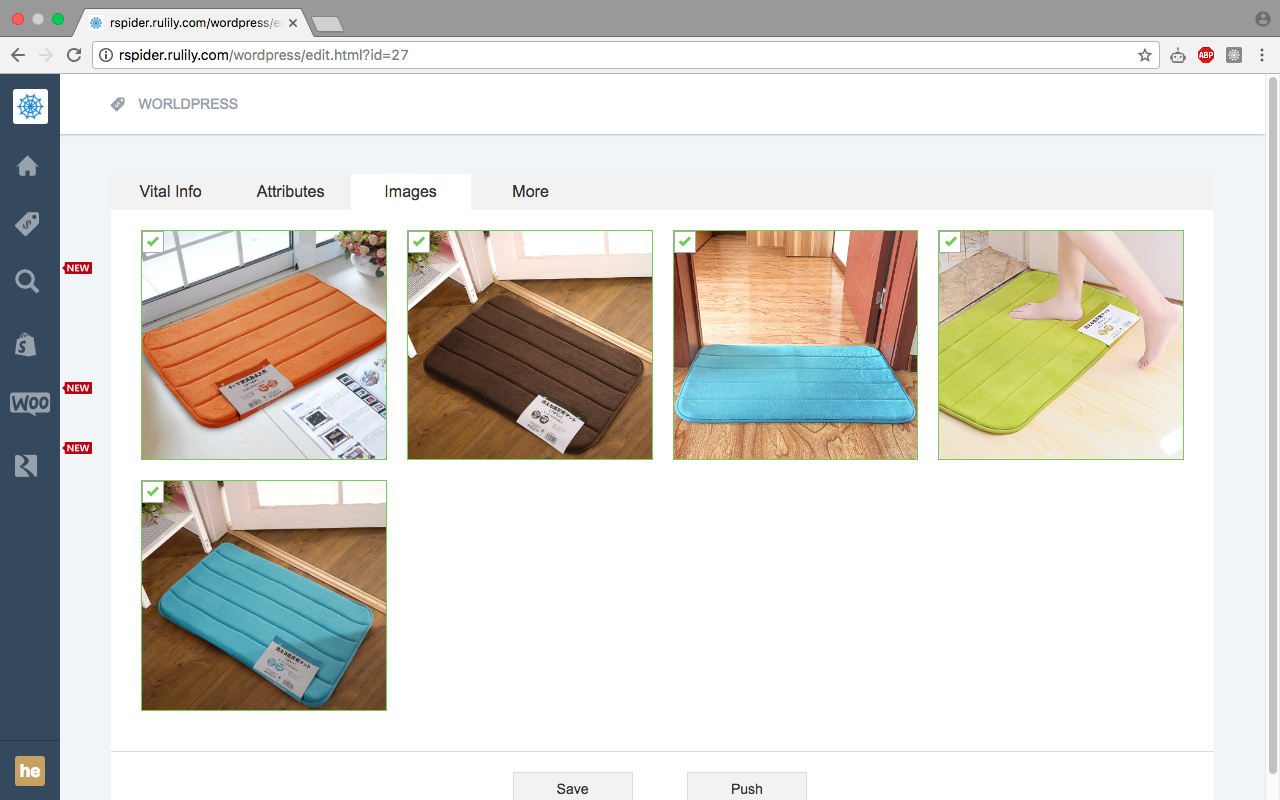 rspider.rulily.com/wordpress/e
rspider.rulily.com/wordpress/edit.html?id=27
ABP
WORLDPRESS
Vital Info
Attributes
Images
More
NEW
NEW
WOO
NEW
S
he
Save
Push